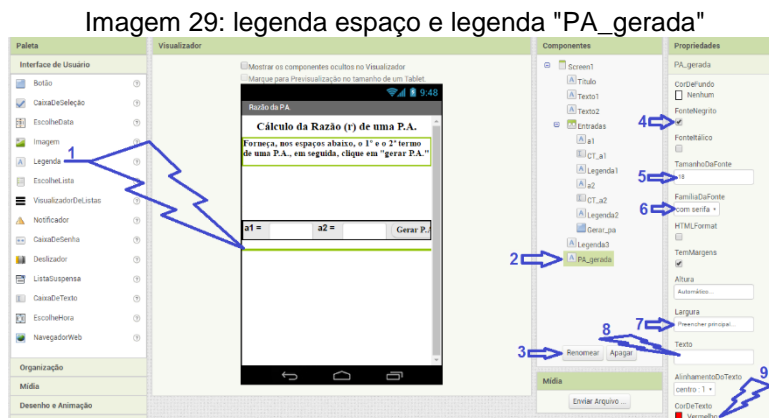 Imagem 29: legenda espaço e legenda "PA_gerada"
Paleta
Interface de Usuário
Botão
CaixaDeSeleção
EscolheData
Imagem
Legenda
EscolheLista
VisualizadorDeListas
Notificador
CaixaDeSenha
Deslizador
ListaSuspensa
CaixaDeTexto
EscolheHora
NavegadorWeb
Organização
Mídia
Desenho e Animação
1
Visualizador
Mostrar os componentes ocultos no Visualizador
Marque para Previsualização no tamanho de um Tablet.
9:48
Razão da PA.
Cálculo da Razão (r) de uma P.A.
Forneça, nos espaços abaixo, o 1º e o 2º termo
de uma P.A., em seguida, clique em "gerar P.A."
a1 = a2 = Gerar P.A
Componentes
Screen1
Titulo
Texto1
Texto2
Entradas
a1
CT_a1
Legenda1
a2
CT_a2
Legenda2
Gerar_pa
Legenda3
2 PA_gerada
3 Renomear Apagar
Mídia
Enviar Arquivo ...
Propriedades
PA_gerada
CorDeFundo
Nenhum
FonteNegrito
4
FonteItálico
TamanhoDaFonte
5 18
FamiliaDaFonte
6 com serifa
HTMLFormat
TemMargens
Altura
Automático...
Largura
7 Preencher principal...
8
Texto
AlinhamentoDoTexto
centro : 1
9
CorDeTexto
Vermelho